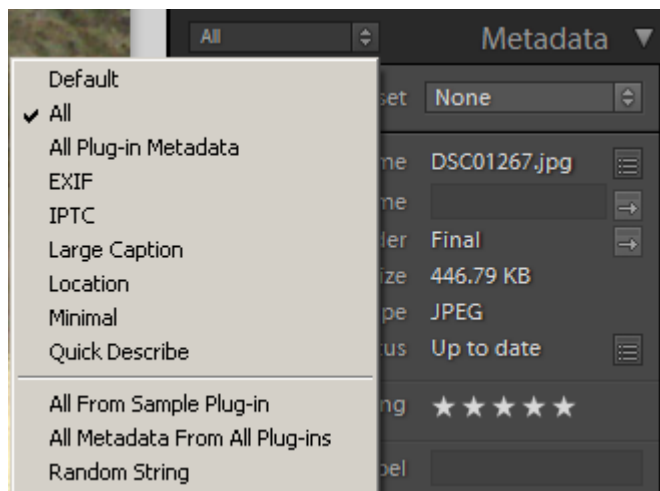 All
Metadata
Default
All
All Plug-in Metadata
EXIF
IPTC
Large Caption
Location
Minimal
Quick Describe
All From Sample Plug-in
All Metadata From All Plug-ins
Random String
set None
me DSC01267.jpg
me
der Final
ize 446.79 KB
pe JPEG
tus Up to date
ng ★★★★★
bel